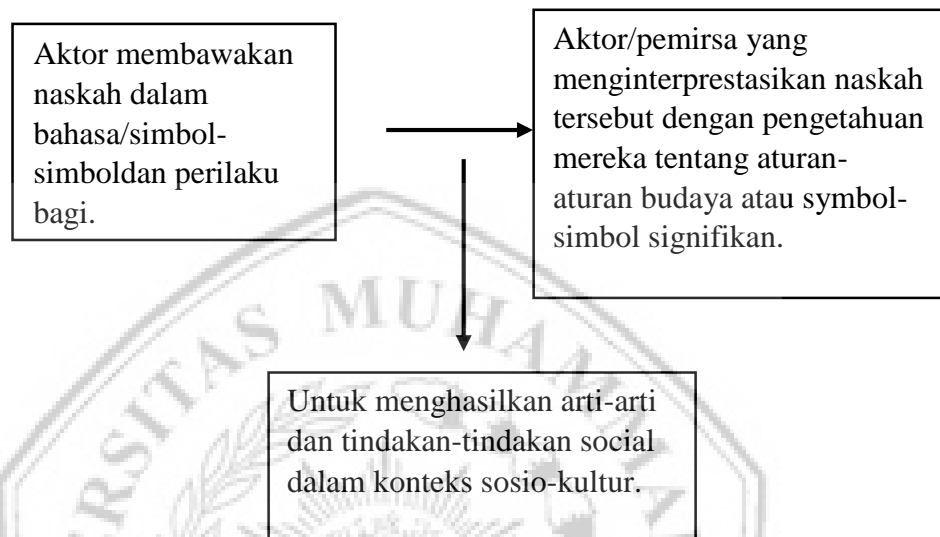 Aktor membawakan
naskah dalam
bahasa/simbol-
simboldan perilaku
bagi.
Aktor/pemirsa yang
menginterprestasikan naskah
tersebut dengan pengetahuan
mereka tentang aturan-
aturan budaya atau symbol-
simbol signifikan.
Untuk menghasilkan arti-arti
dan tindakan-tindakan social
dalam konteks sosio-kultur.